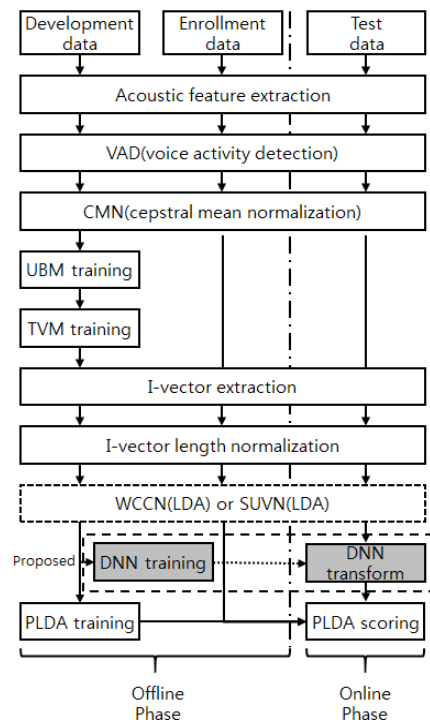 Development
data
Enrollment
data
Test
data
Acoustic feature extraction
VAD(voice activity detection)
CMN(cepstral mean normalization)
UBM training
TVM training
I-vector extraction
I-vector length normalization
WCCN(LDA) or SUVN(LDA)
Proposed
DNN training
DNN
transform
PLDA training
PLDA scoring
Offline
Phase
Online
Phase